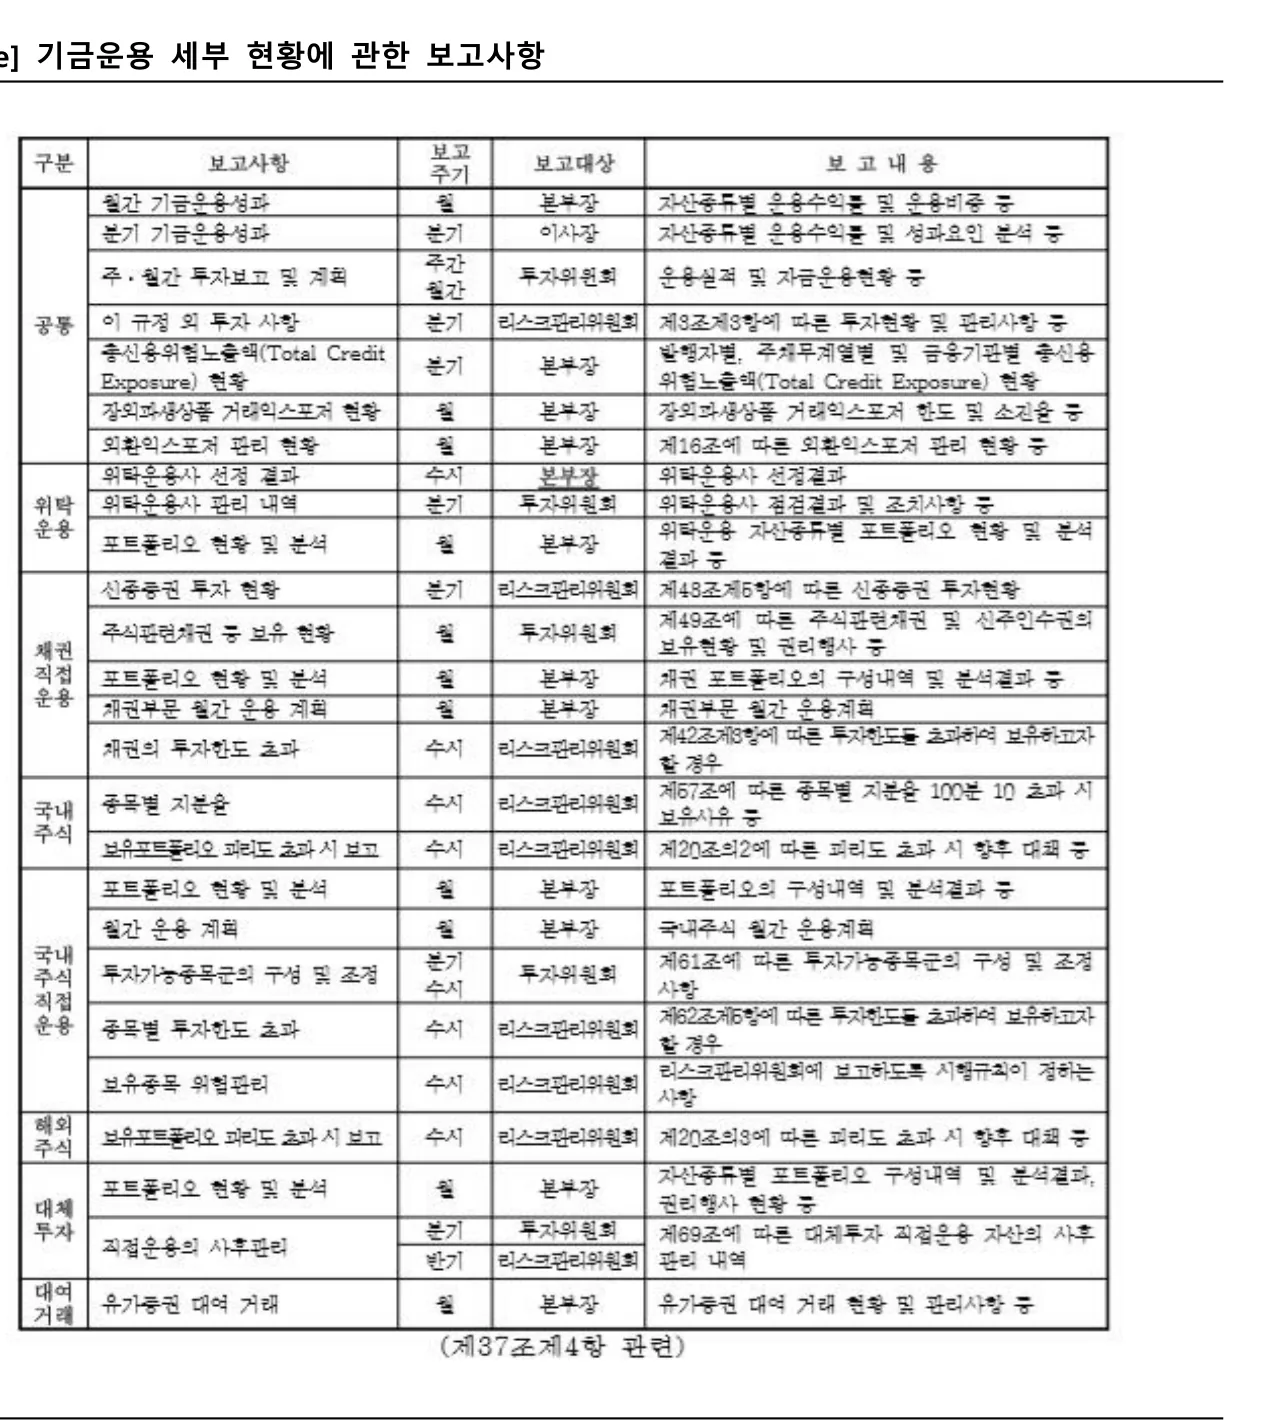 e] 기금운용 세부 현황에 관한 보고사항
구분 보고사항 보고 주기 보고대상 보 고 내 용
공통
월간 기금운용성과 월 본부장 자산종류별 운용수익률 및 운용비중 등
분기 기금운용성과 분기 이사장 자산종류별 운용수익률 및 성과요인 분석 등
주·월간 투자보고 및 계획 주간 월간 투자위원회 운용실적 및 자금운용현황 등
이 규정 외 투자 사항 분기 리스크관리위원회 제3조제3항에 따른 투자현황 및 관리사항 등
총신용위험노출액(Total Credit
Exposure) 현황
분기 본부장
발행자별, 주채무계열별 및 금융기관별 총신용
위험노출액(Total Credit Exposure) 현황
장외파생상품 거래익스포저 현황 월 본부장 장외파생상품 거래익스포저 한도 및 소진율 등
외환익스포저 관리 현황 월 본부장 제16조에 따른 외환익스포저 관리 현황 등
위탁
운용
위탁운용사 선정 결과 수시 본부장 위탁운용사 선정결과
위탁운용사 관리 내역 분기 투자위원회 위탁운용사 점검결과 및 조치사항 등
포트폴리오 현황 및 분석 월 본부장
위탁운용 자산종류별 포트폴리오 현황 및 분석
결과 등
채권
직접
운용
신종증권 투자 현황 분기 리스크관리위원회 제48조제5항에 따른 신종증권 투자현황
주식관련채권 등 보유 현황 월 투자위원회
제49조에 따른 주식관련채권 및 신주인수권의
보유현황 및 권리행사 등
포트폴리오 현황 및 분석 월 본부장 채권 포트폴리오의 구성내역 및 분석결과 등
채권부문 월간 운용 계획 월 본부장 채권부문 월간 운용계획
채권의 투자한도 초과 수시 리스크관리위원회
제42조제3항에 따른 투자한도를 초과하여 보유하고자
할 경우
국내
주식
종목별 지분율 수시 리스크관리위원회
제57조에 따른 종목별 지분율 100분 10 초과 시
보유사유 등
보유포트폴리오 괴리도 초과 시 보고 수시 리스크관리위원회 제20조의2에 따른 괴리도 초과 시 향후 대책 등
국내
주식
직접
운용
포트폴리오 현황 및 분석 월 본부장 포트폴리오의 구성내역 및 분석결과 등
월간 운용 계획 월 본부장 국내주식 월간 운용계획
투자가능종목군의 구성 및 조정 분기 수시 투자위원회
제61조에 따른 투자가능종목군의 구성 및 조정
사항
종목별 투자한도 초과 수시 리스크관리위원회
제62조제5항에 따른 투자한도를 초과하여 보유하고자
할 경우
보유종목 위험관리 수시 리스크관리위원회
리스크관리위원회에 보고하도록 시행규칙이 정하는
사항
해외
주식
보유포트폴리오 괴리도 초과 시 보고 수시 리스크관리위원회 제20조의3에 따른 괴리도 초과 시 향후 대책 등
대체
투자
포트폴리오 현황 및 분석 월 본부장
자산종류별 포트폴리오 구성내역 및 분석결과,
권리행사 현황 등
직접운용의 사후관리
분기 투자위원회
반기 리스크관리위원회
제69조에 따른 대체투자 직접운용 자산의 사후
관리 내역
대여
거래
유가증권 대여 거래 월 본부장 유가증권 대여 거래 현황 및 관리사항 등
(제37조제4항 관련)